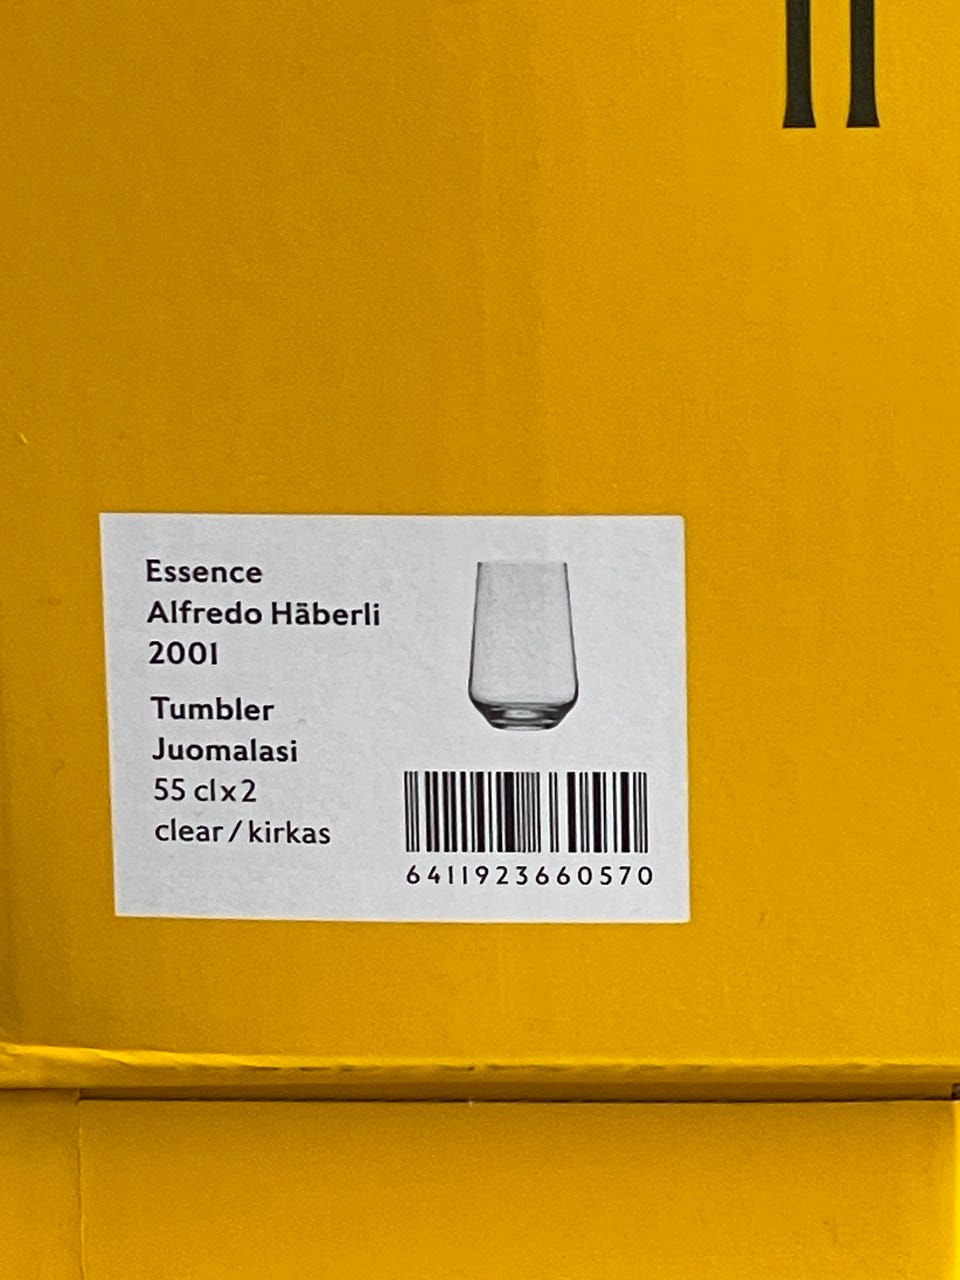 Essence
Alfredo Häberli
2001
Tumbler
Juomalasi
55 cl x 2
clear / kirkas
6411923660570